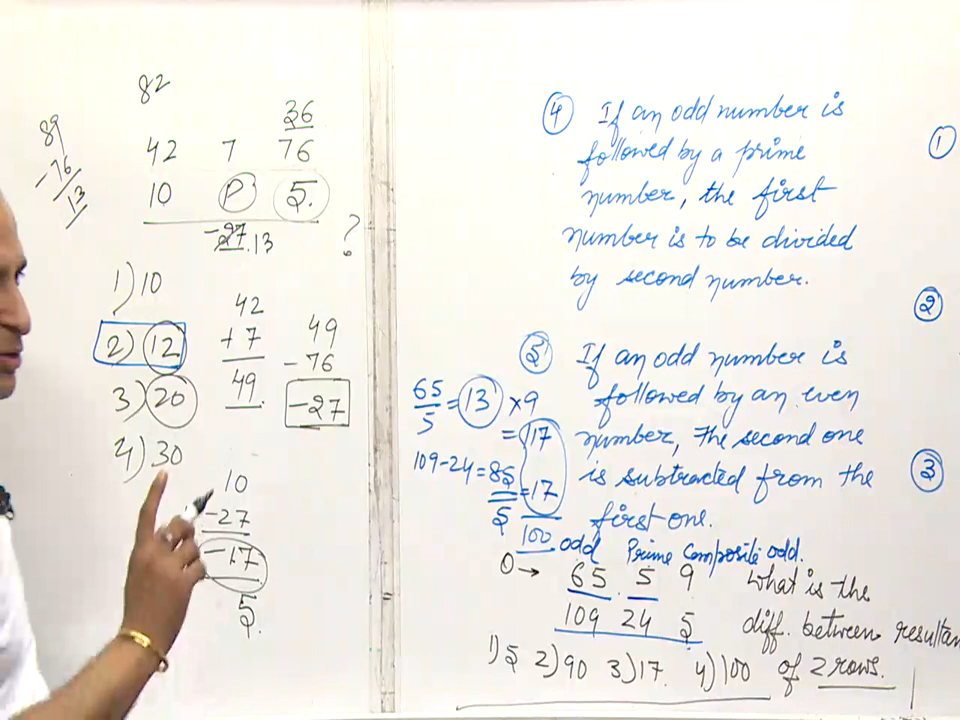 82
36
89
-76
13
42 7 76
10 P 5
-27 13
?
1) 10
2) 12
3) 20
4) 30
42
+7
49
49
-76
-27
10
-27
-17
5
4 If an odd number is
followed by a prime
number, the first
number is to be divided
by second number.
5 If an odd number is
followed by an even
number, The second one
is subtracted from the
first one.
65/5 = 13 × 9
= 117
109-24 = 85/5 = 17
100
odd Prime Composite odd.
O → 65 5 9 What is the
109 24 5 diff. between resultan
1) 5 2) 90 3) 17 4) 100 of 2 rows.
1
2
3